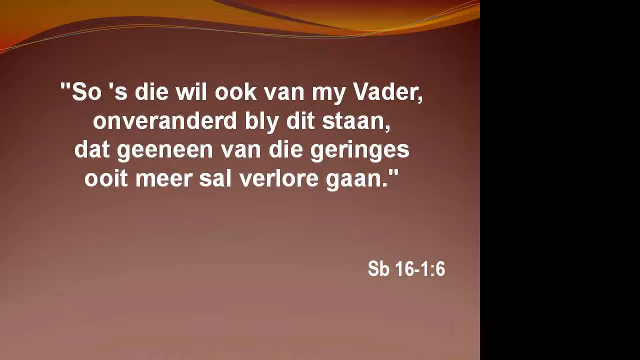 "So 's die wil ook van my Vader,
onveranderd bly dit staan,
dat geeneen van die geringes
ooit meer sal verlore gaan."
Sb 16-1:6